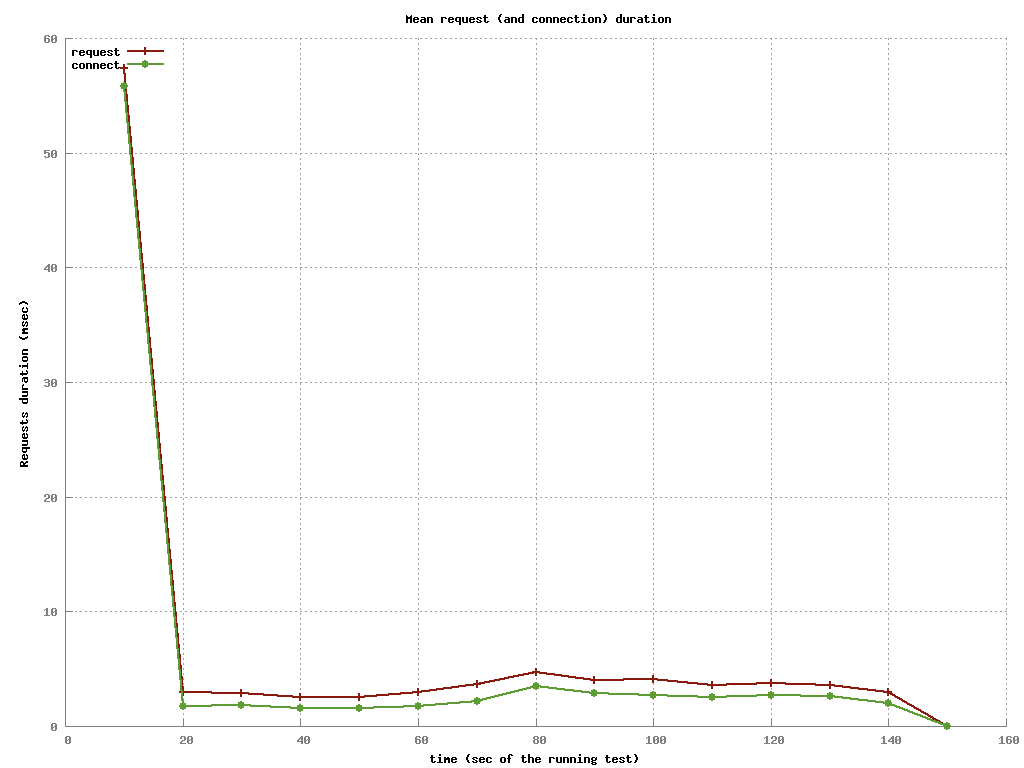 Mean request (and connection) duration
60
request
connect
50
40
30
20
10
0
Requests duration (msec)
0 20 40 60 80 100 120 140 160
time (sec of the running test)